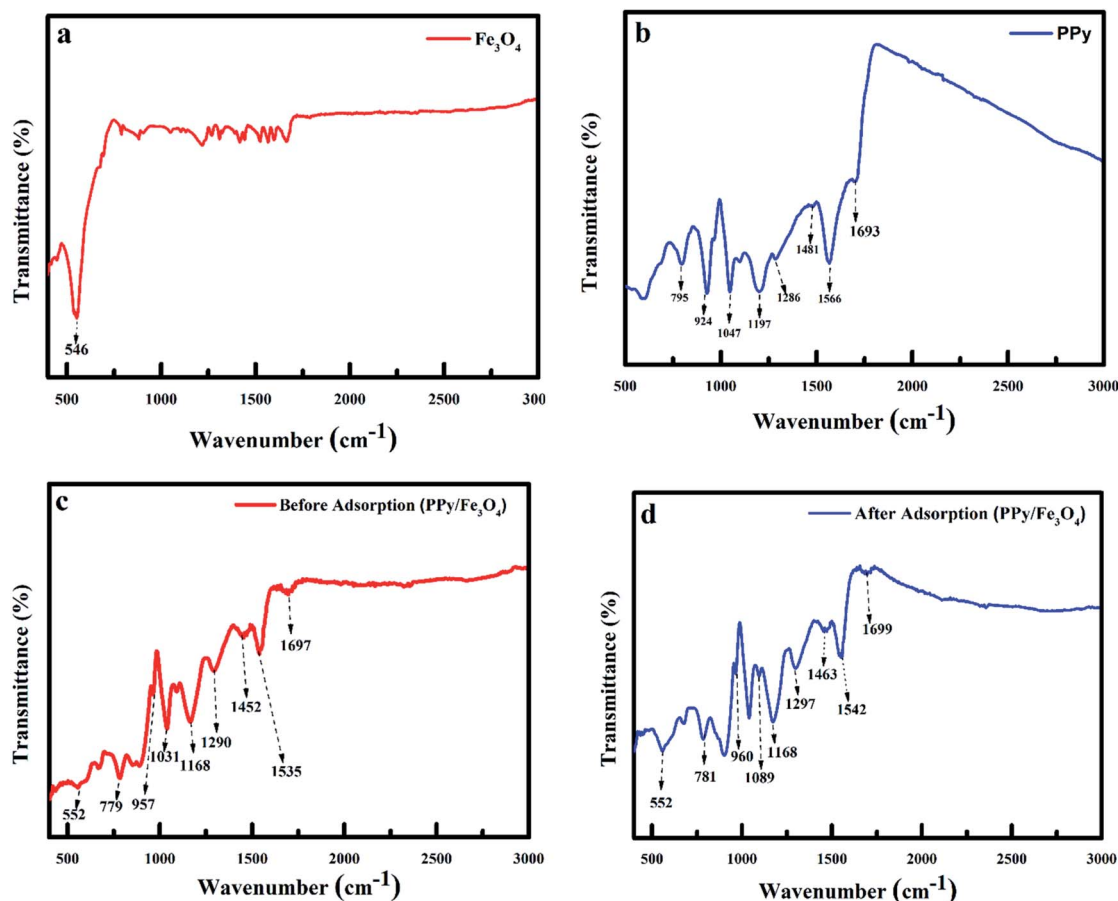 a
Fe₃O₄
Transmittance (%)
546
500 1000 1500 2000 2500 3000
Wavenumber (cm⁻¹)
b
PPy
Transmittance (%)
795
924
1047
1197
1286
1481
1566
1693
500 1000 1500 2000 2500 3000
Wavenumber (cm⁻¹)
c
Before Adsorption (PPy/Fe₃O₄)
Transmittance (%)
552
779
957
1031
1168
1290
1452
1535
1697
500 1000 1500 2000 2500 3000
Wavenumber (cm⁻¹)
d
After Adsorption (PPy/Fe₃O₄)
Transmittance (%)
552
781
960
1089
1168
1297
1463
1542
1699
500 1000 1500 2000 2500 3000
Wavenumber (cm⁻¹)